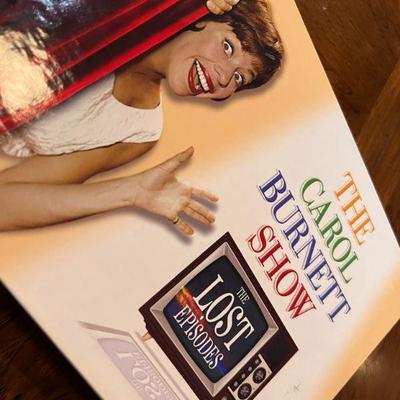 THE
CAROL
BURNETT
SHOW
THE
LOST
EPISODES